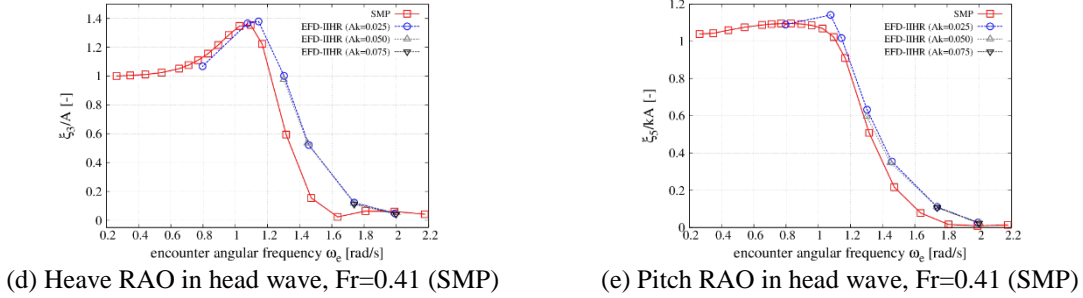 SMP
EFD-IIHR (Ak=0.025)
EFD-IIHR (Ak=0.050)
EFD-IIHR (Ak=0.075)
ξ3/A [-]
1.4
1.2
1
0.8
0.6
0.4
0.2
0
0.2 0.4 0.6 0.8 1 1.2 1.4 1.6 1.8 2 2.2
encounter angular frequency ωe [rad/s]
(d) Heave RAO in head wave, Fr=0.41 (SMP)
SMP
EFD-IIHR (Ak=0.025)
EFD-IIHR (Ak=0.050)
EFD-IIHR (Ak=0.075)
ξ5/kA [-]
1.2
1
0.8
0.6
0.4
0.2
0
0.2 0.4 0.6 0.8 1 1.2 1.4 1.6 1.8 2 2.2
encounter angular frequency ωe [rad/s]
(e) Pitch RAO in head wave, Fr=0.41 (SMP)